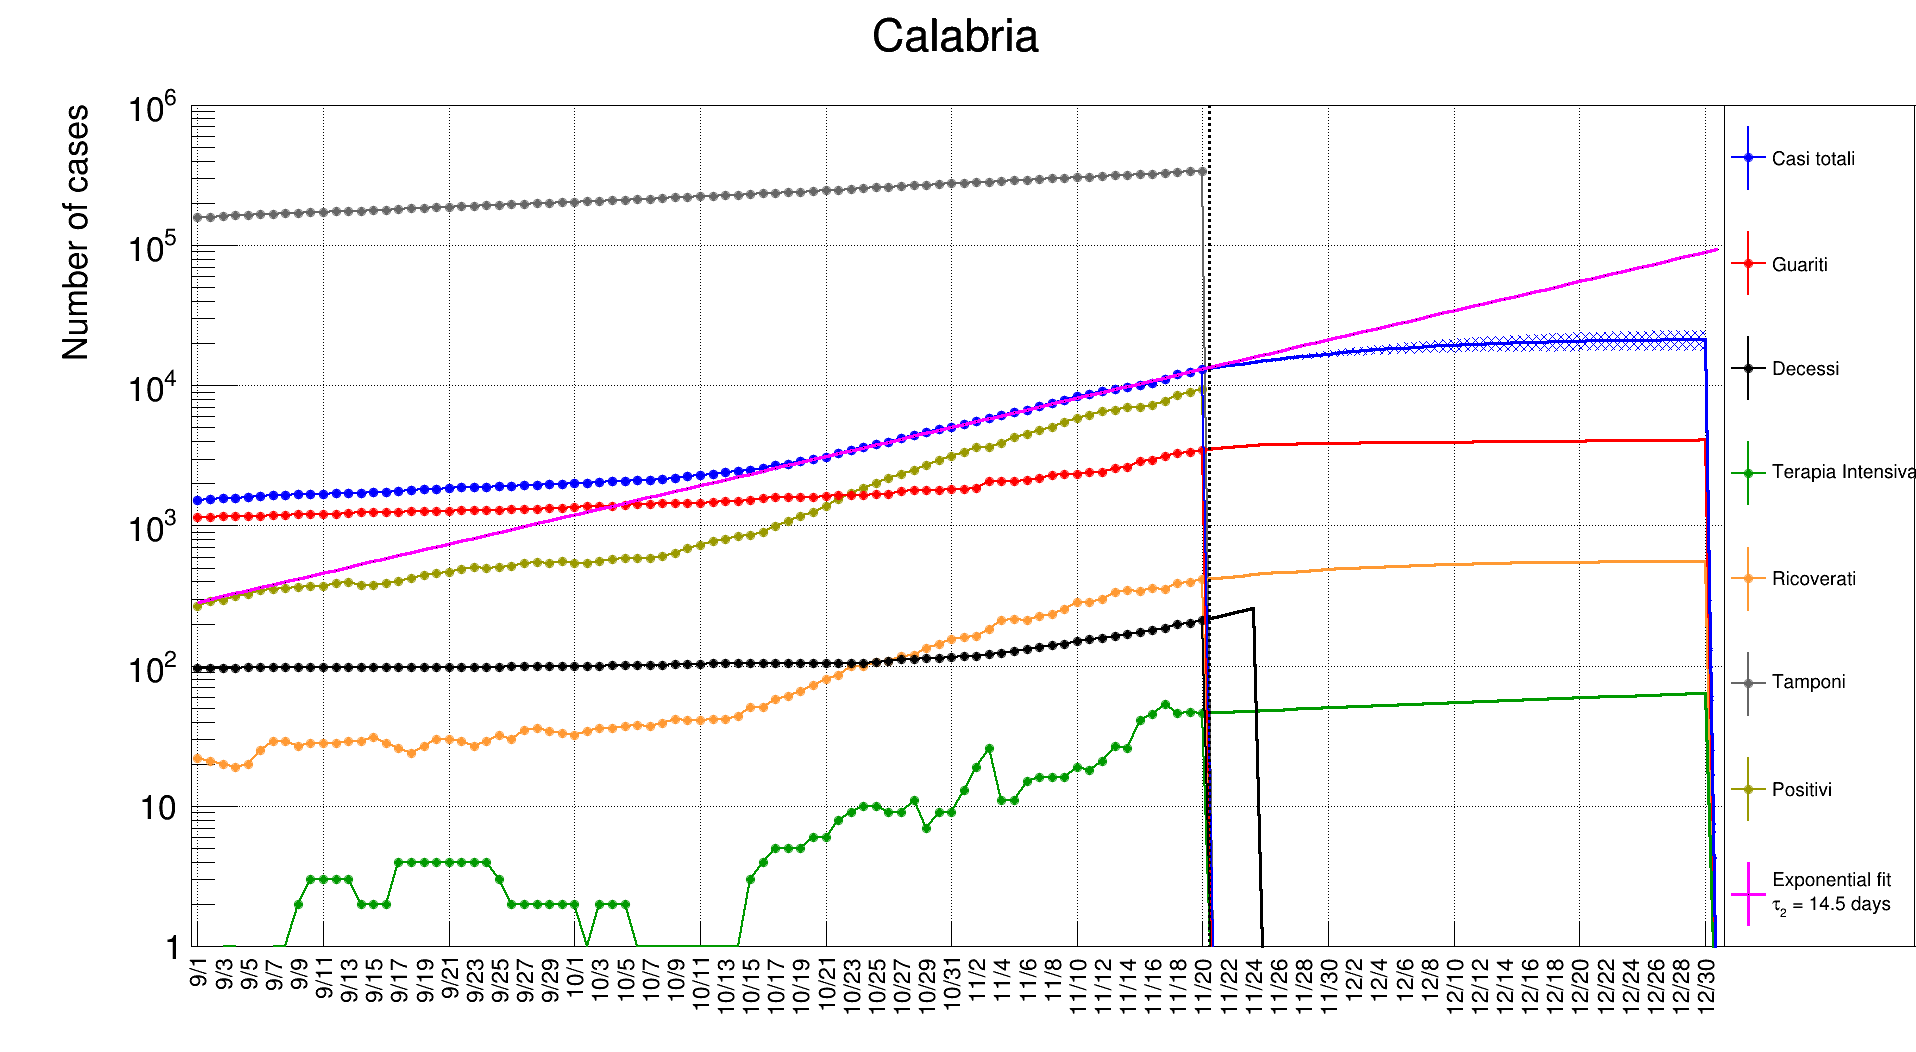 Calabria
Number of cases
10^6
10^5
10^4
10^3
10^2
10
1
9/1 9/3 9/5 9/7 9/9 9/11 9/13 9/15 9/17 9/19 9/21 9/23 9/25 9/27 9/29 10/1 10/3 10/5 10/7 10/9 10/11 10/13 10/15 10/17 10/19 10/21 10/23 10/25 10/27 10/29 10/31 11/2 11/4 11/6 11/8 11/10 11/12 11/14 11/16 11/18 11/20 11/22 11/24 11/26 11/28 11/30 12/2 12/4 12/6 12/8 12/10 12/12 12/14 12/16 12/18 12/20 12/22 12/24 12/26 12/28 12/30
Casi totali
Guariti
Decessi
Terapia Intensiva
Ricoverati
Tamponi
Positivi
Exponential fit
τ₂ = 14.5 days